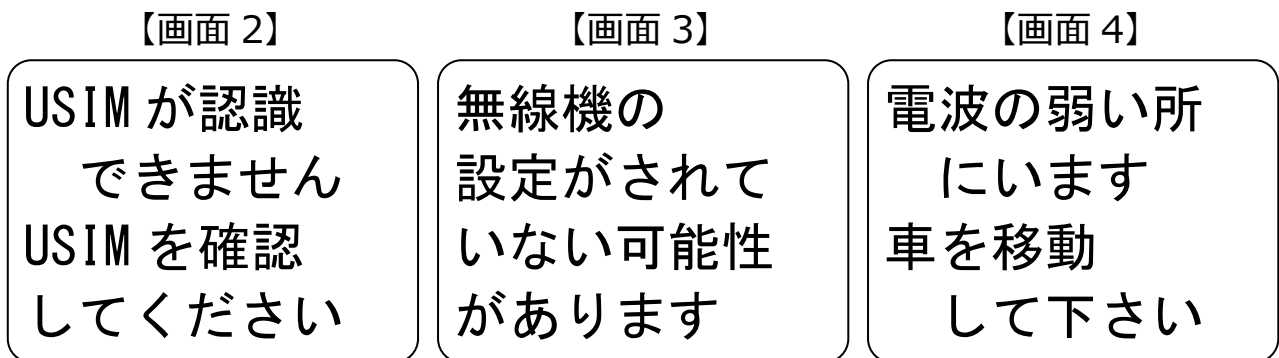 【画面 2】
USIM が認識
できません
USIM を確認
してください
【画面 3】
無線機の
設定がされて
いない可能性
があります
【画面 4】
電波の弱い所
にいます
車を移動
して下さい